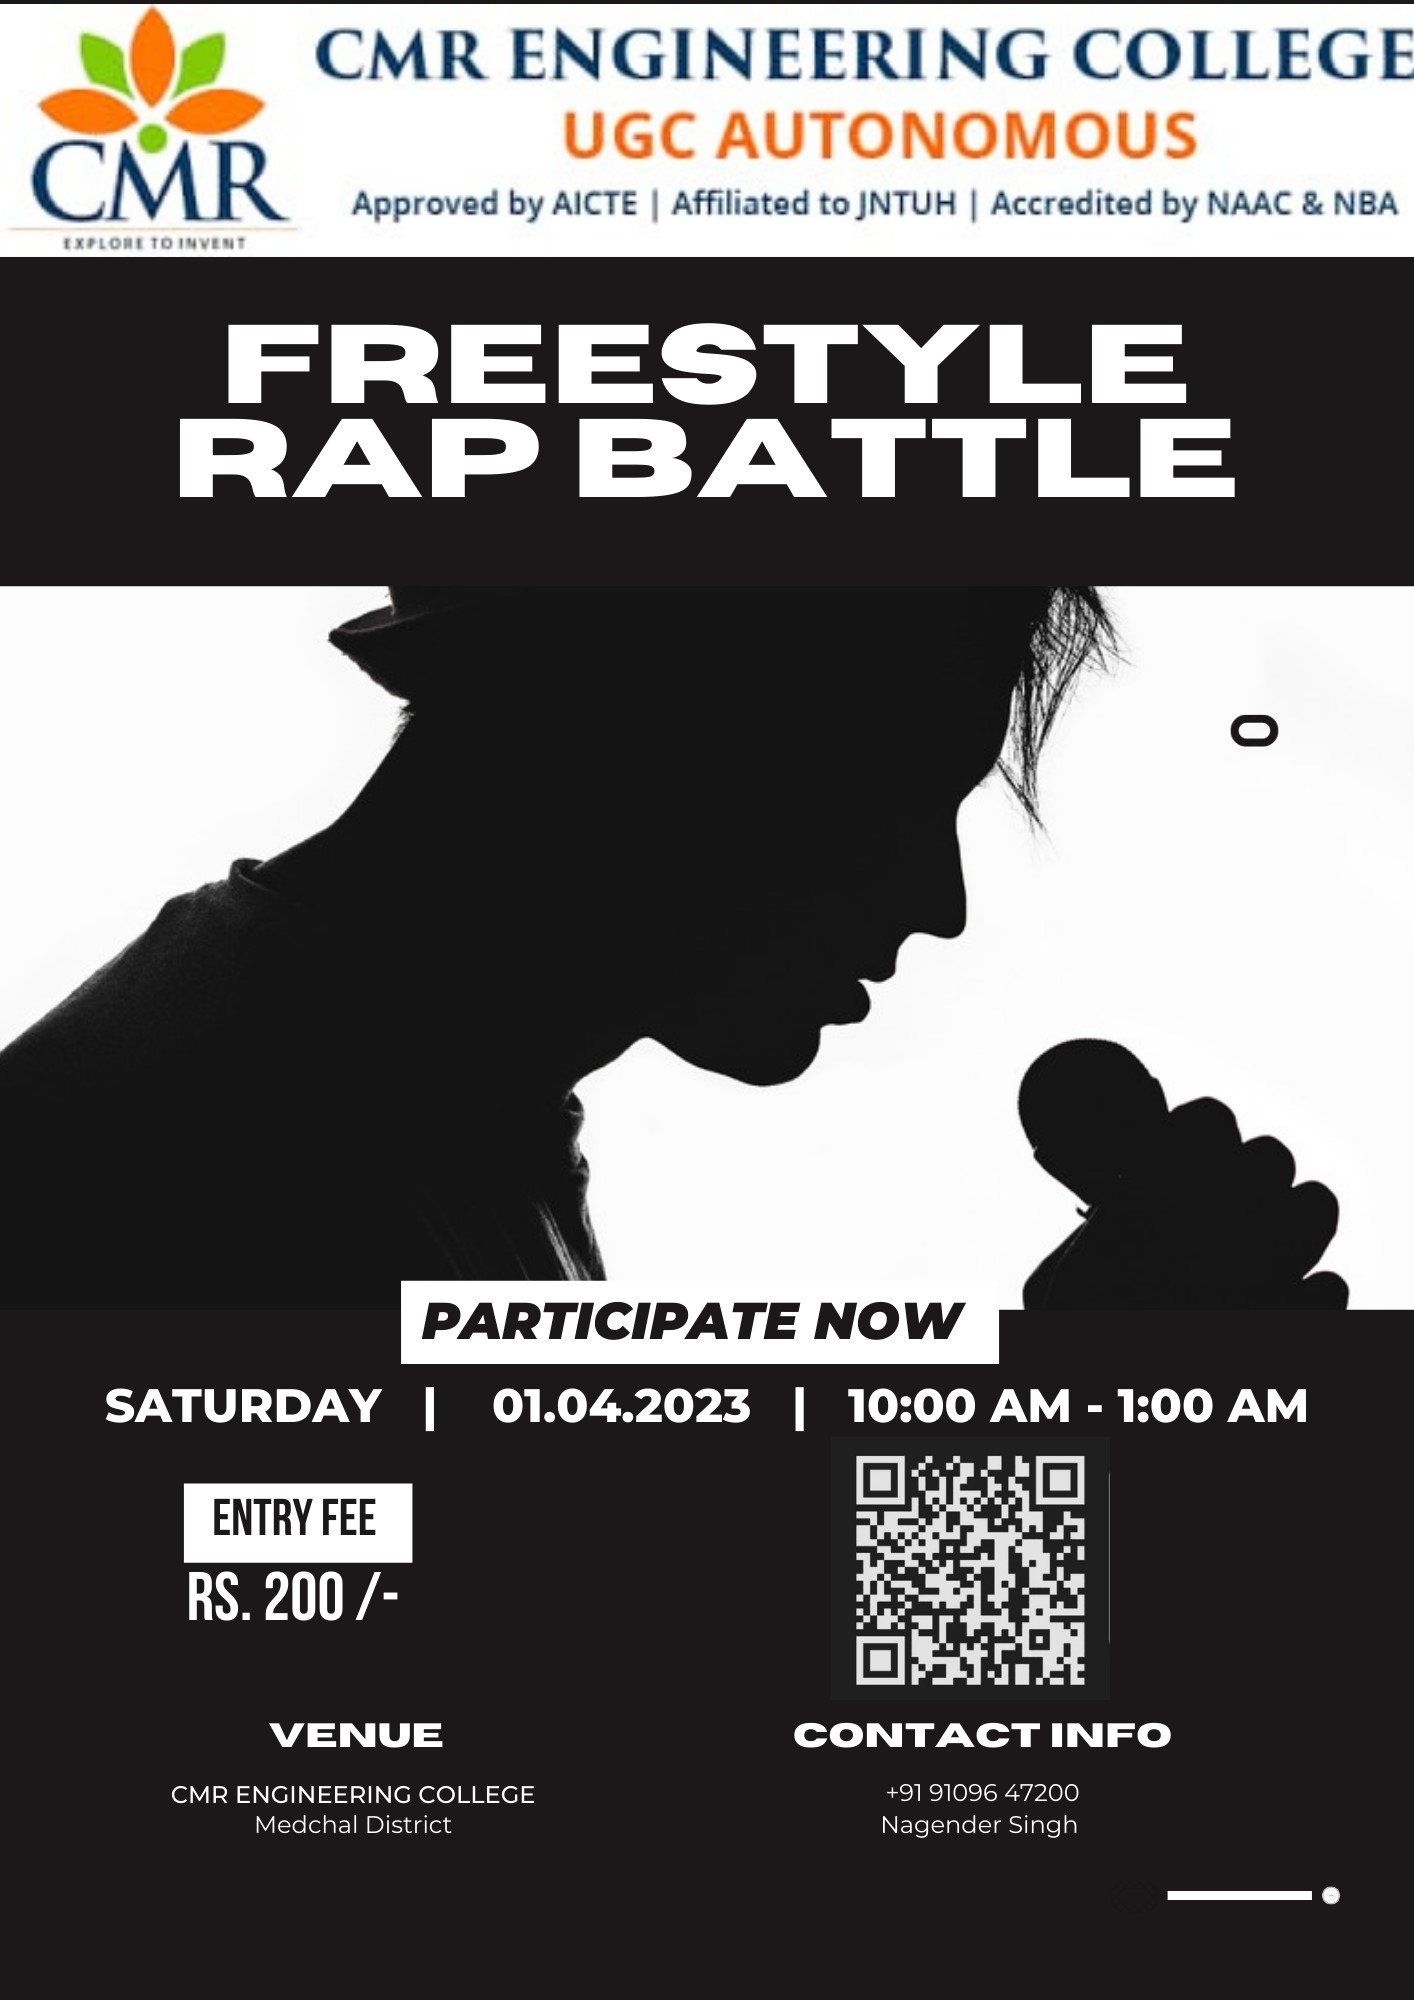 CMR ENGINEERING COLLEGE
UGC AUTONOMOUS
Approved by AICTE | Affiliated to JNTUH | Accredited by NAAC & NBA
CMR
EXPLORE TO INVENT
FREESTYLE
RAP BATTLE
PARTICIPATE NOW
SATURDAY | 01.04.2023 | 10:00 AM - 1:00 AM
ENTRY FEE
RS. 200 /-
VENUE
CMR ENGINEERING COLLEGE
Medchal District
CONTACT INFO
+91 91096 47200
Nagender Singh